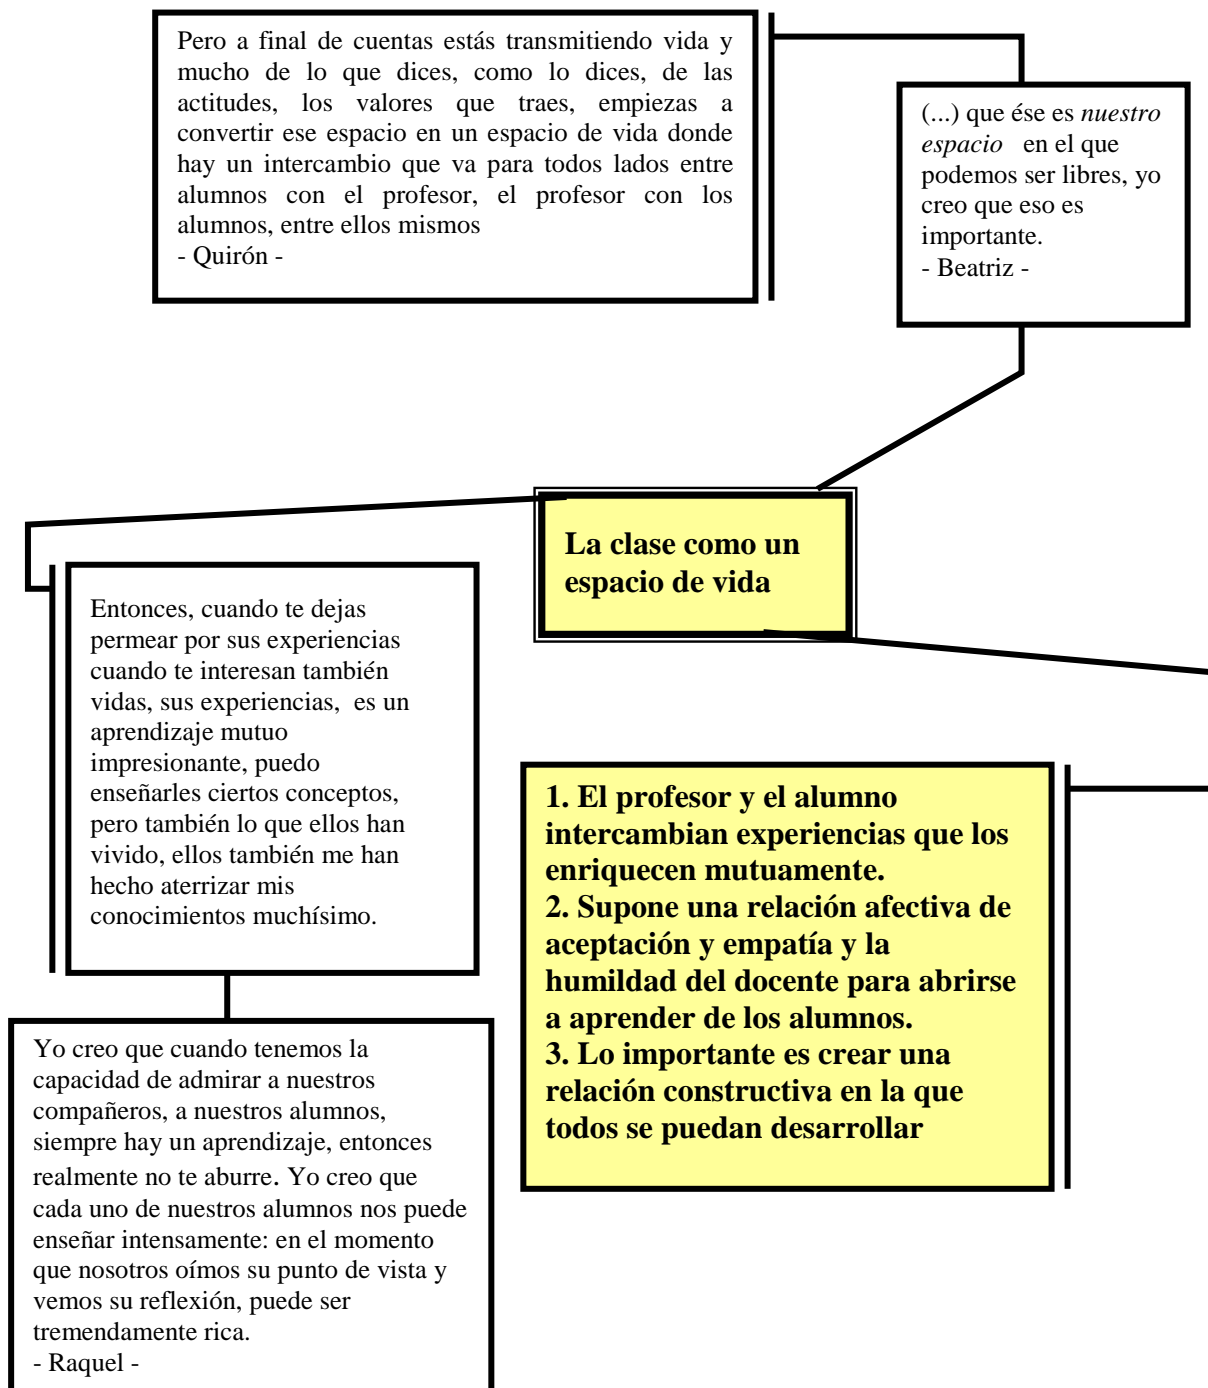 Pero a final de cuentas estás transmitiendo vida y
mucho de lo que dices, como lo dices, de las
actitudes, los valores que traes, empiezas a
convertir ese espacio en un espacio de vida donde
hay un intercambio que va para todos lados entre
alumnos con el profesor, el profesor con los
alumnos, entre ellos mismos
- Quirón -
(...) que ése es nuestro
espacio en el que
podemos ser libres, yo
creo que eso es
importante.
- Beatriz -
La clase como un
espacio de vida
Entonces, cuando te dejas
permear por sus experiencias
cuando te interesan también
vidas, sus experiencias, es un
aprendizaje mutuo
impresionante, puedo
enseñarles ciertos conceptos,
pero también lo que ellos han
vivido, ellos también me han
hecho aterrizar mis
conocimientos muchísimo.
1. El profesor y el alumno
intercambian experiencias que los
enriquecen mutuamente.
2. Supone una relación afectiva de
aceptación y empatía y la
humildad del docente para abrirse
a aprender de los alumnos.
3. Lo importante es crear una
relación constructiva en la que
todos se puedan desarrollar
Yo creo que cuando tenemos la
capacidad de admirar a nuestros
compañeros, a nuestros alumnos,
siempre hay un aprendizaje, entonces
realmente no te aburre. Yo creo que
cada uno de nuestros alumnos nos puede
enseñar intensamente: en el momento
que nosotros oímos su punto de vista y
vemos su reflexión, puede ser
tremendamente rica.
- Raquel -